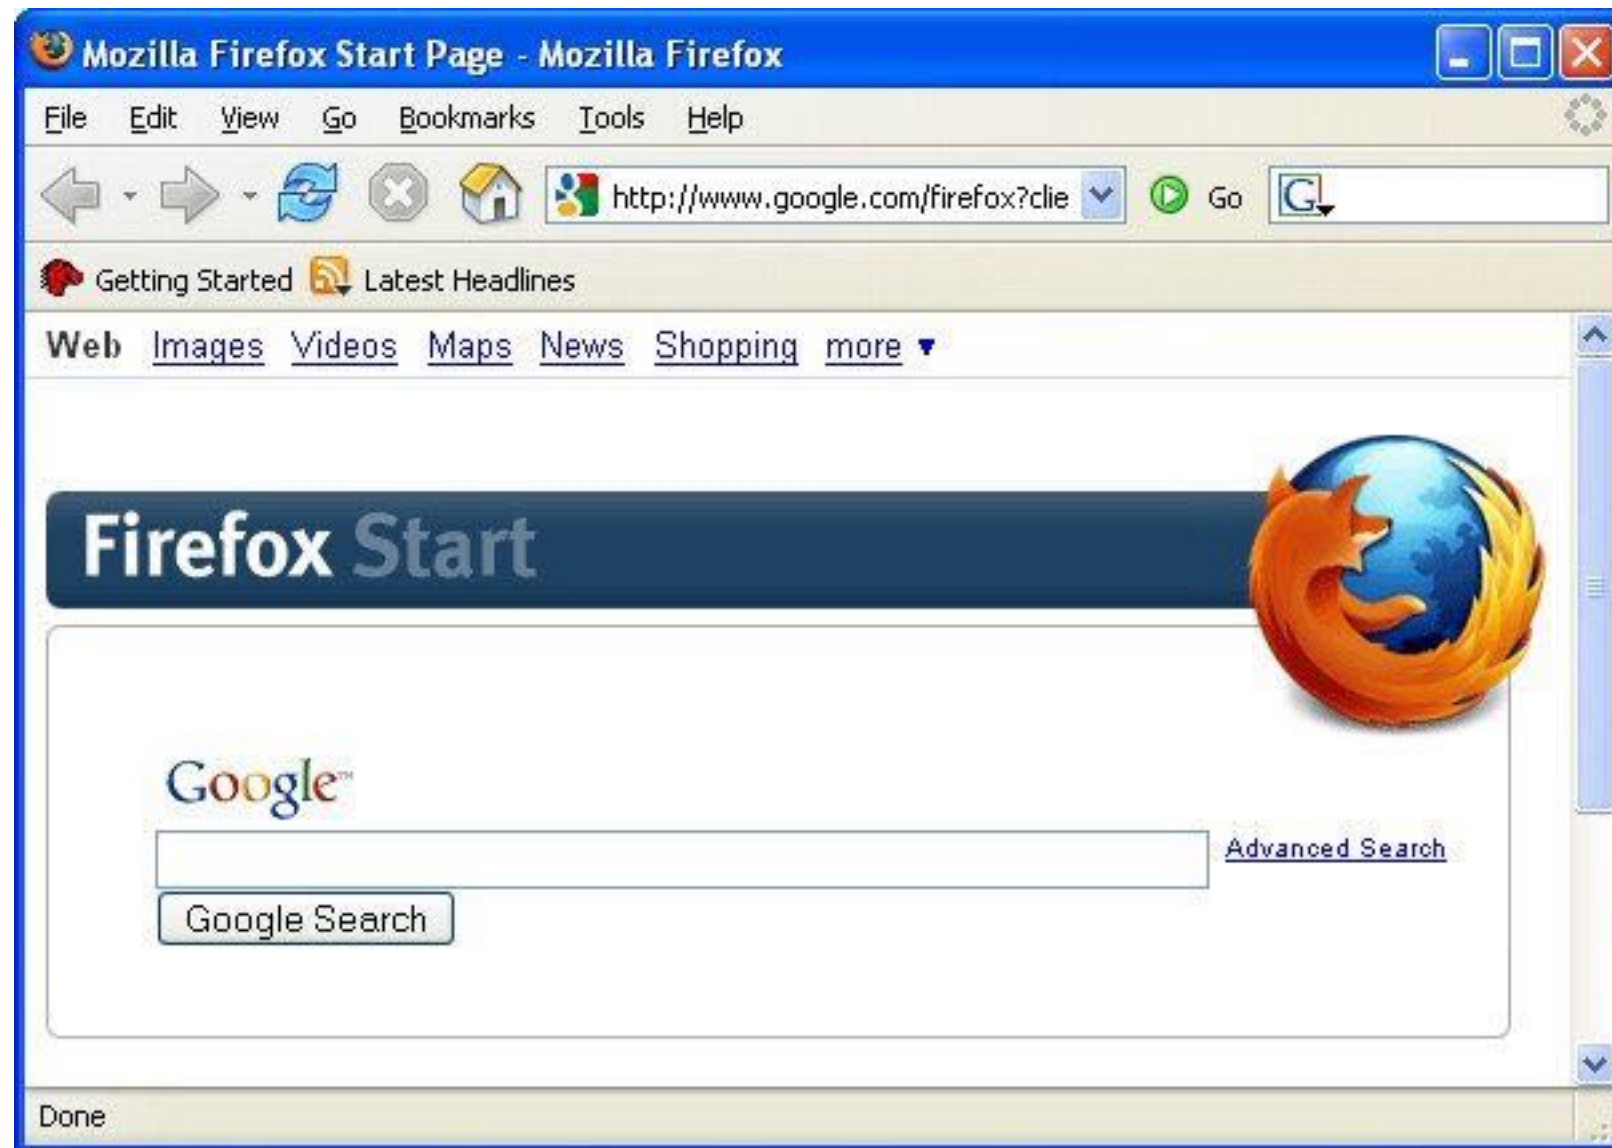 Mozilla Firefox Start Page - Mozilla Firefox
File Edit View Go Bookmarks Tools Help
http://www.google.com/firefox?clie Go G
Getting Started Latest Headlines
Web Images Videos Maps News Shopping more ▼
Firefox Start
Google™
Advanced Search
Google Search
Done